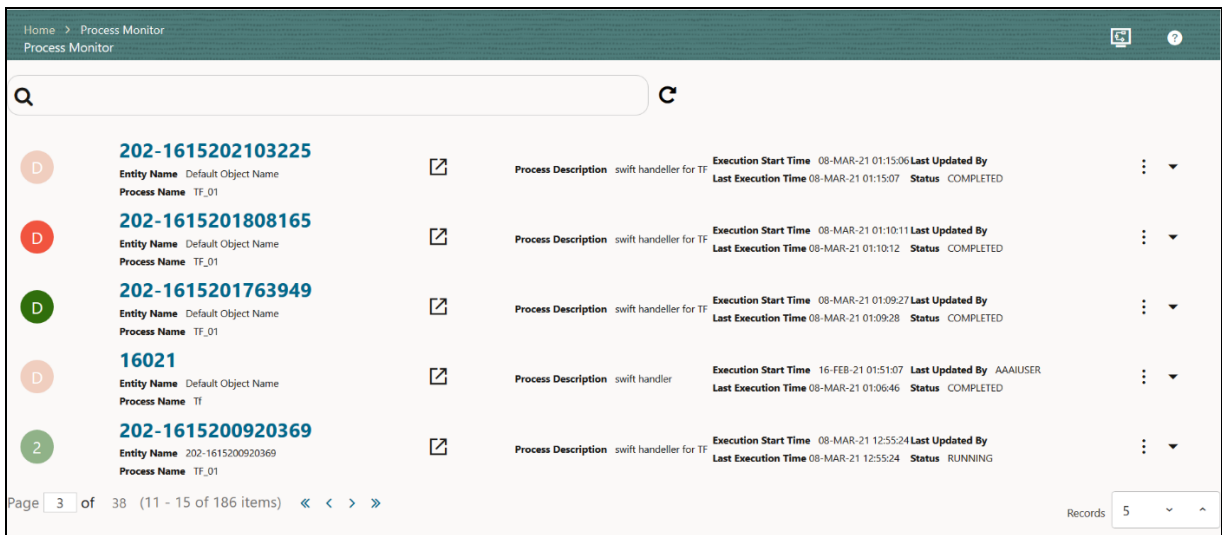 Home > Process Monitor
Process Monitor
D
202-1615202103225
Entity Name Default Object Name
Process Name TF_01
Process Description swift handeller for TF
Execution Start Time 08-MAR-21 01:15:06 Last Updated By
Last Execution Time 08-MAR-21 01:15:07 Status COMPLETED
D
202-1615201808165
Entity Name Default Object Name
Process Name TF_01
Process Description swift handeller for TF
Execution Start Time 08-MAR-21 01:10:11 Last Updated By
Last Execution Time 08-MAR-21 01:10:12 Status COMPLETED
D
202-1615201763949
Entity Name Default Object Name
Process Name TF_01
Process Description swift handeller for TF
Execution Start Time 08-MAR-21 01:09:27 Last Updated By
Last Execution Time 08-MAR-21 01:09:28 Status COMPLETED
D
16021
Entity Name Default Object Name
Process Name Tf
Process Description swift handler
Execution Start Time 16-FEB-21 01:51:07 Last Updated By AAAIUSER
Last Execution Time 08-MAR-21 01:06:46 Status COMPLETED
2
202-1615200920369
Entity Name 202-1615200920369
Process Name TF_01
Process Description swift handeller for TF
Execution Start Time 08-MAR-21 12:55:24 Last Updated By
Last Execution Time 08-MAR-21 12:55:24 Status RUNNING
Page 3 of 38 (11 - 15 of 186 items) « < > »
Records 5